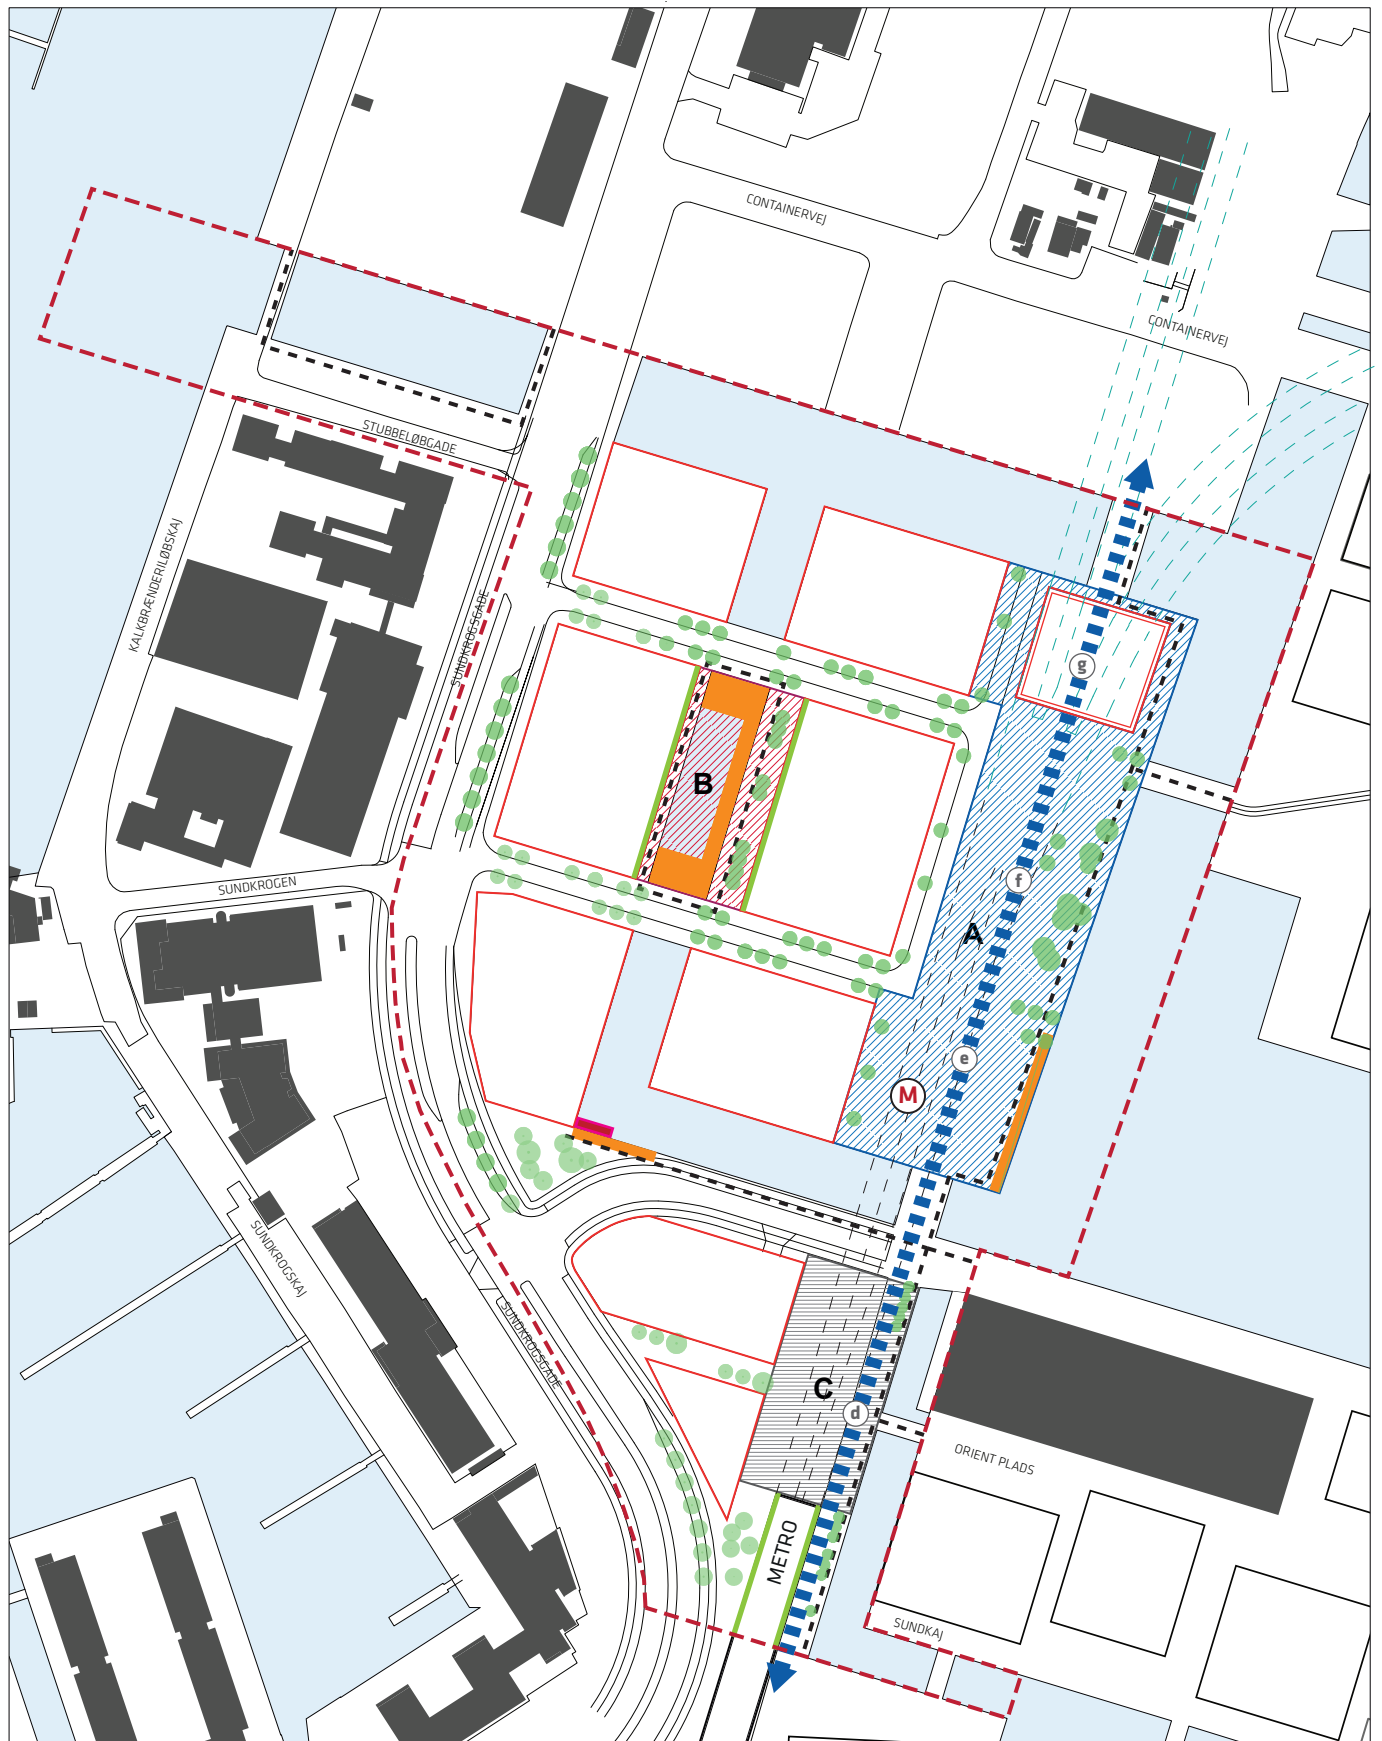 CONTAINERVEJ
CONTAINERVEJ
STUBBELØBGADE
KALKBRÆNDERILØBSKAJ
SUNDKROGSGADE
g
B
f
SUNDKROGEN
A
e
M
SUNDKROGSKAJ
SUNDKROGSGADE
C
d
ORIENT PLADS
METRO
SUNDKAJ